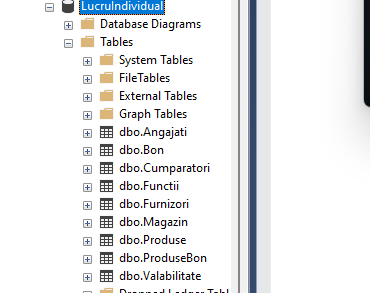 LucruIndividual
Database Diagrams
Tables
System Tables
FileTables
External Tables
Graph Tables
dbo.Angajati
dbo.Bon
dbo.Cumparatori
dbo.Functii
dbo.Furnizori
dbo.Magazin
dbo.Produse
dbo.ProduseBon
dbo.Valabilitate
Dropped Ledger Tabl